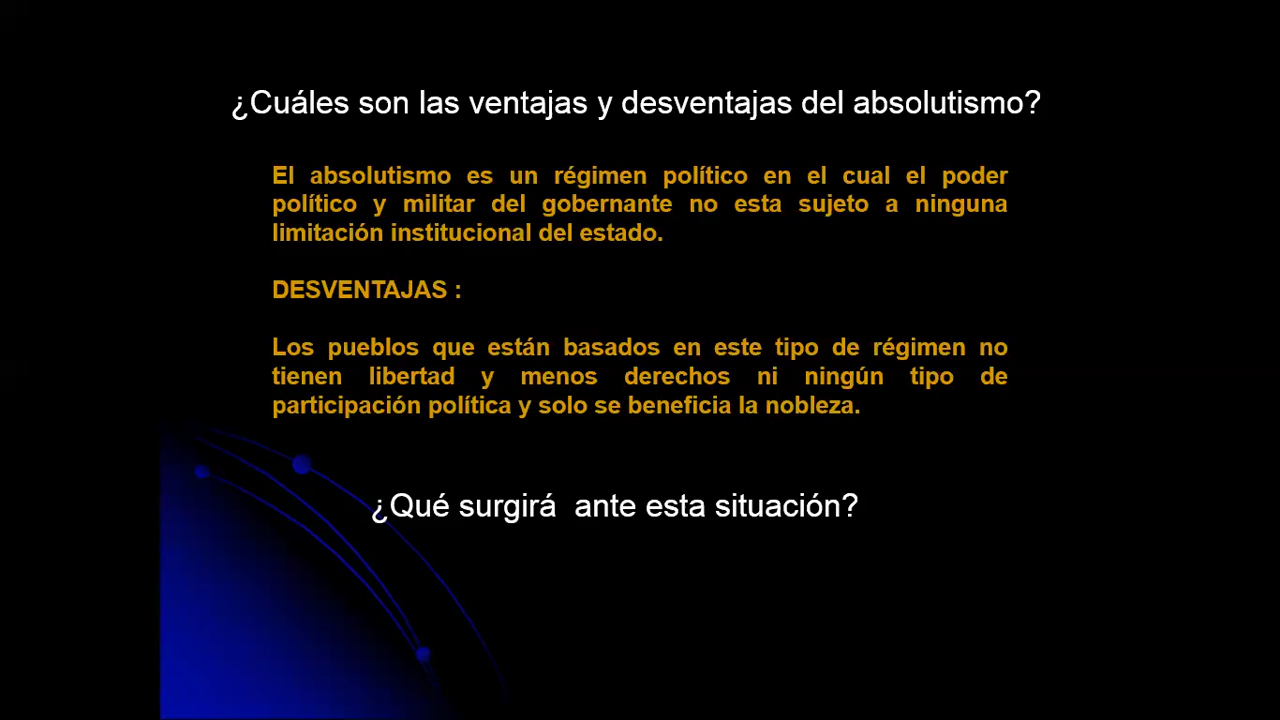 ¿Cuáles son las ventajas y desventajas del absolutismo?
El absolutismo es un régimen político en el cual el poder
político y militar del gobernante no esta sujeto a ninguna
limitación institucional del estado.
DESVENTAJAS :
Los pueblos que están basados en este tipo de régimen no
tienen libertad y menos derechos ni ningún tipo de
participación política y solo se beneficia la nobleza.
¿Qué surgirá  ante esta situación?